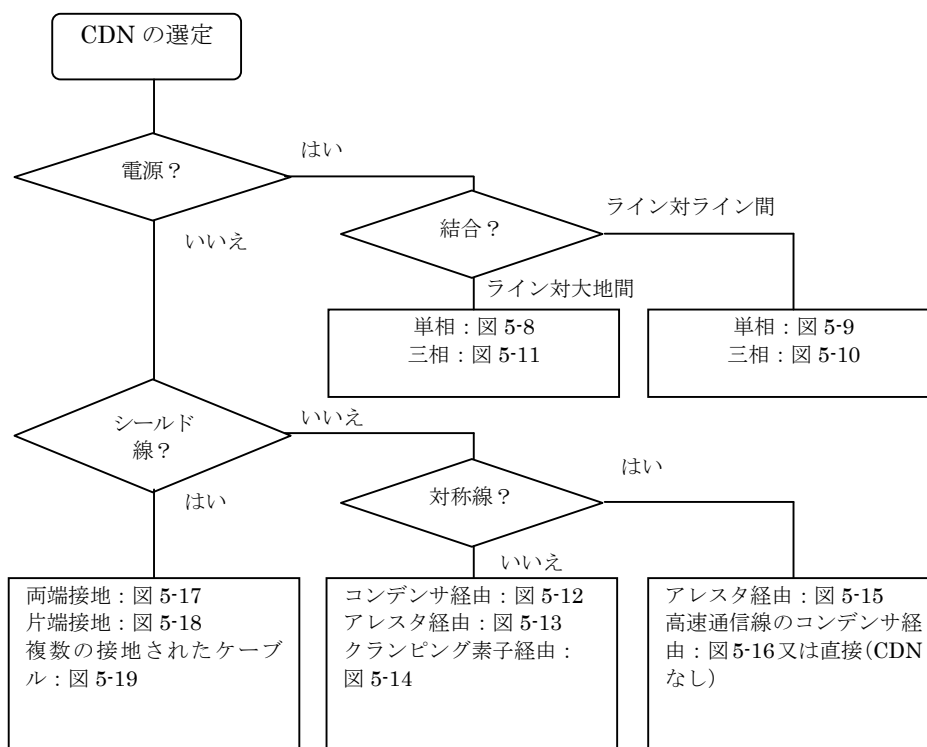 CDN の選定
電源？
はい
いいえ
結合？
ライン対ライン間
ライン対大地間
単相：図 5-8
三相：図 5-11
単相：図 5-9
三相：図 5-10
シールド
線？
いいえ
はい
対称線？
はい
いいえ
両端接地：図 5-17
片端接地：図 5-18
複数の接地されたケーブ
ル：図 5-19
コンデンサ経由：図 5-12
アレスタ経由：図 5-13
クランピング素子経由：
図 5-14
アレスタ経由：図 5-15
高速通信線のコンデンサ経
由：図 5-16 又は直接（CDN
なし）